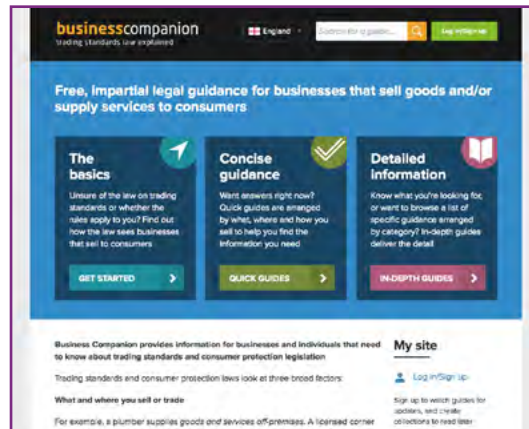 businesscompanion
trading standards law explained
England
Search for a guide...
Log in/Sign up
Free, impartial legal guidance for businesses that sell goods and/or
supply services to consumers
The
basics
Unsure of the law on trading
standards or whether the
rules apply to you? Find out
how the law sees businesses
that sell to consumers
GET STARTED
Concise
guidance
Want answers right now?
Quick guides are arranged
by what, where and how you
sell to help you find the
information you need
QUICK GUIDES
Detailed
information
Know what you're looking for,
or want to browse a list of
specific guidance arranged
by category? In-depth guides
deliver the detail
IN-DEPTH GUIDES
Business Companion provides information for businesses and individuals that need
to know about trading standards and consumer protection legislation
Trading standards and consumer protection laws look at three broad factors:
What and where you sell or trade
For example, a plumber supplies goods and services off-premises. A licensed corner
My site
Log in/Sign up
Sign up to watch guides for
updates, and create
collections to read later